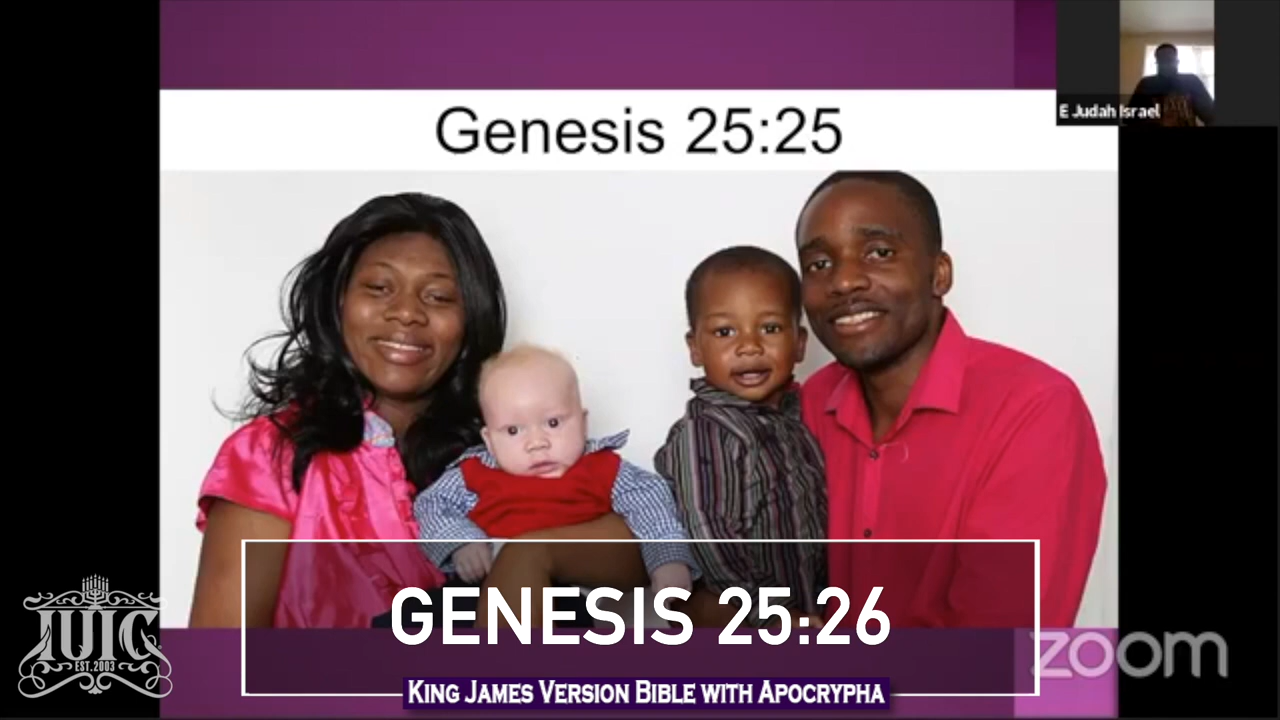 Genesis 25:25
E Judah Israel
GENESIS 25:26
KING JAMES VERSION BIBLE WITH APOCRYPHA
IUIC
EST. 2003
zoom